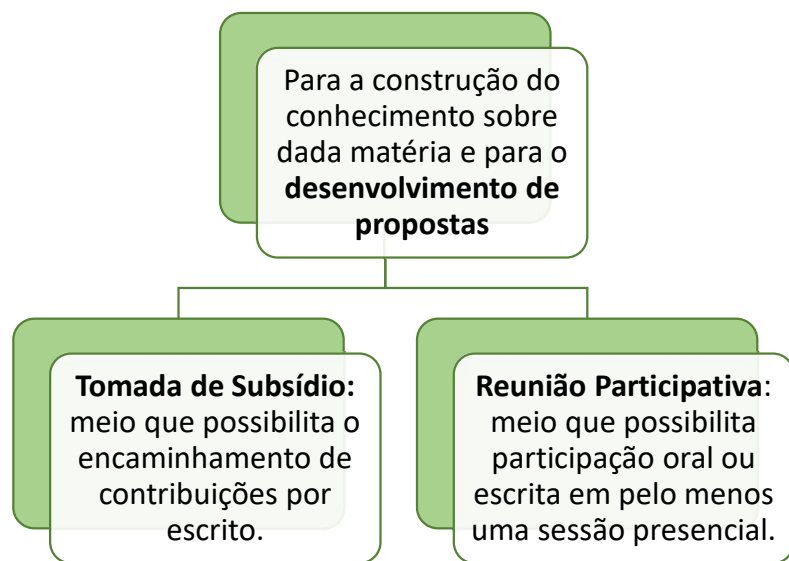 Para a construção do
conhecimento sobre
dada matéria e para o
desenvolvimento de
propostas
Tomada de Subsídio:
meio que possibilita o
encaminhamento de
contribuições por
escrito.
Reunião Participativa:
meio que possibilita
participação oral ou
escrita em pelo menos
uma sessão presencial.